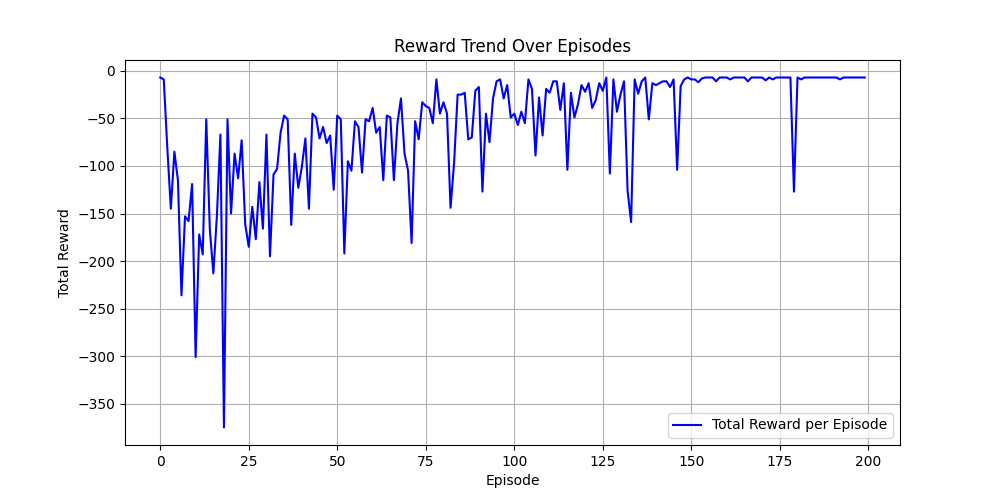 Reward Trend Over Episodes
Total Reward
0
−50
−100
−150
−200
−250
−300
−350
Total Reward per Episode
0 25 50 75 100 125 150 175 200
Episode